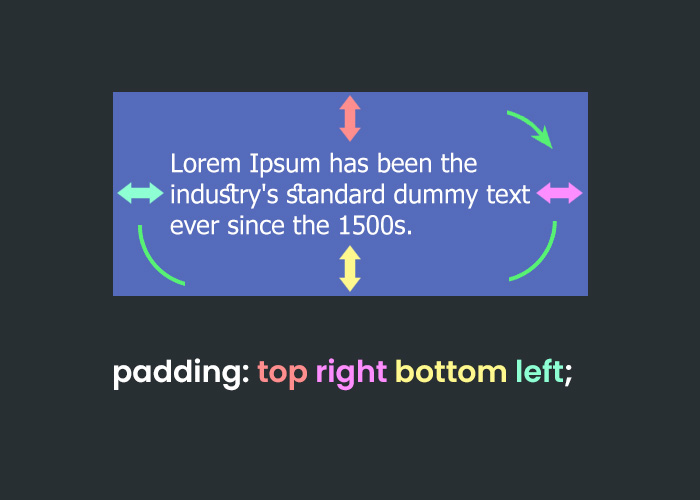 Lorem Ipsum has been the
industry's standard dummy text
ever since the 1500s.
padding: top right bottom left;